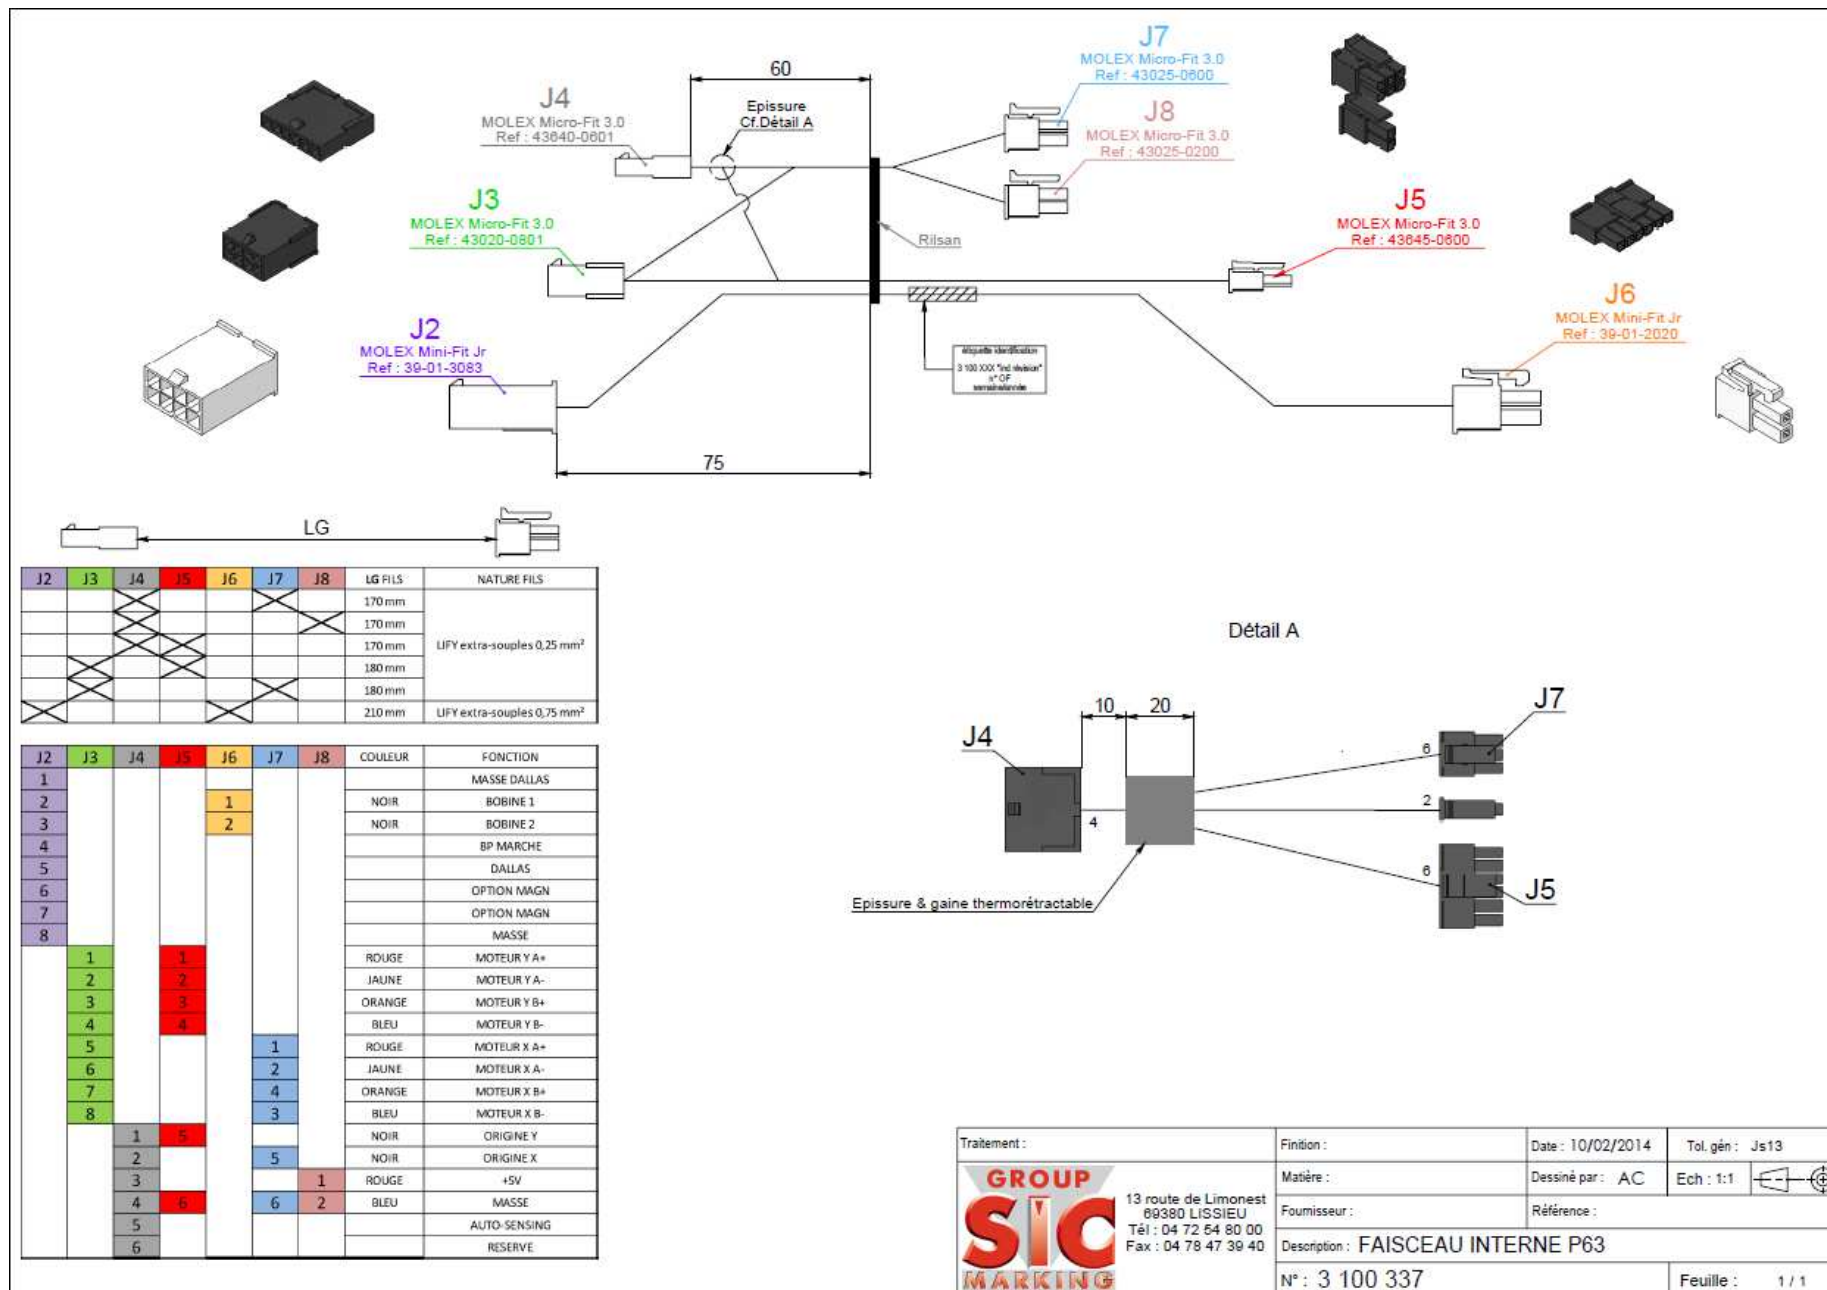 60
J4
MOLEX Micro-Fit 3.0
Ref : 43640-0601
Epissure
Cf.Détail A
J7
MOLEX Micro-Fit 3.0
Ref : 43025-0600
J8
MOLEX Micro-Fit 3.0
Ref : 43025-0200
J3
MOLEX Micro-Fit 3.0
Ref : 43020-0801
Rilsan
J5
MOLEX Micro-Fit 3.0
Ref : 43645-0600
J2
MOLEX Mini-Fit Jr
Ref : 39-01-3083
étiquette identification
3 100 XXX "ind révision"
n° OF
J6
MOLEX Mini-Fit Jr
Ref : 39-01-2020
75
LG
J2 J3 J4 J5 J6 J7 J8 LG FILS NATURE FILS
170 mm
170 mm
170 mm LIFY extra-souples 0,25 mm²
180 mm
180 mm
210 mm LIFY extra-souples 0,75 mm²
J2 J3 J4 J5 J6 J7 J8 COULEUR FONCTION
1 MASSE DALLAS
2 1 NOIR BOBINE 1
3 2 NOIR BOBINE 2
4 BP MARCHE
5 DALLAS
6 OPTION MAGN
7 OPTION MAGN
8 MASSE
1 1 ROUGE MOTEUR Y A+
2 2 JAUNE MOTEUR Y A-
3 3 ORANGE MOTEUR Y B+
4 4 BLEU MOTEUR Y B-
5 1 ROUGE MOTEUR X A+
6 2 JAUNE MOTEUR X A-
7 4 ORANGE MOTEUR X B+
8 3 BLEU MOTEUR X B-
1 5 NOIR ORIGINE Y
2 5 NOIR ORIGINE X
3 1 ROUGE +5V
4 6 6 2 BLEU MASSE
5 AUTO-SENSING
6 RESERVE
Détail A
10 20
J4
J7
6
2
4
6
J5
Epissure & gaine thermorétractable
Traitement :
Finition :
Date : 10/02/2014
Tol. gén : Js13
GROUP
SIC
MARKING
13 route de Limonest
69380 LISSIEU
Tél : 04 72 54 80 00
Fax : 04 78 47 39 40
Matière :
Dessiné par : AC
Ech : 1:1
Fournisseur :
Référence :
Description : FAISCEAU INTERNE P63
N° : 3 100 337
Feuille : 1 / 1